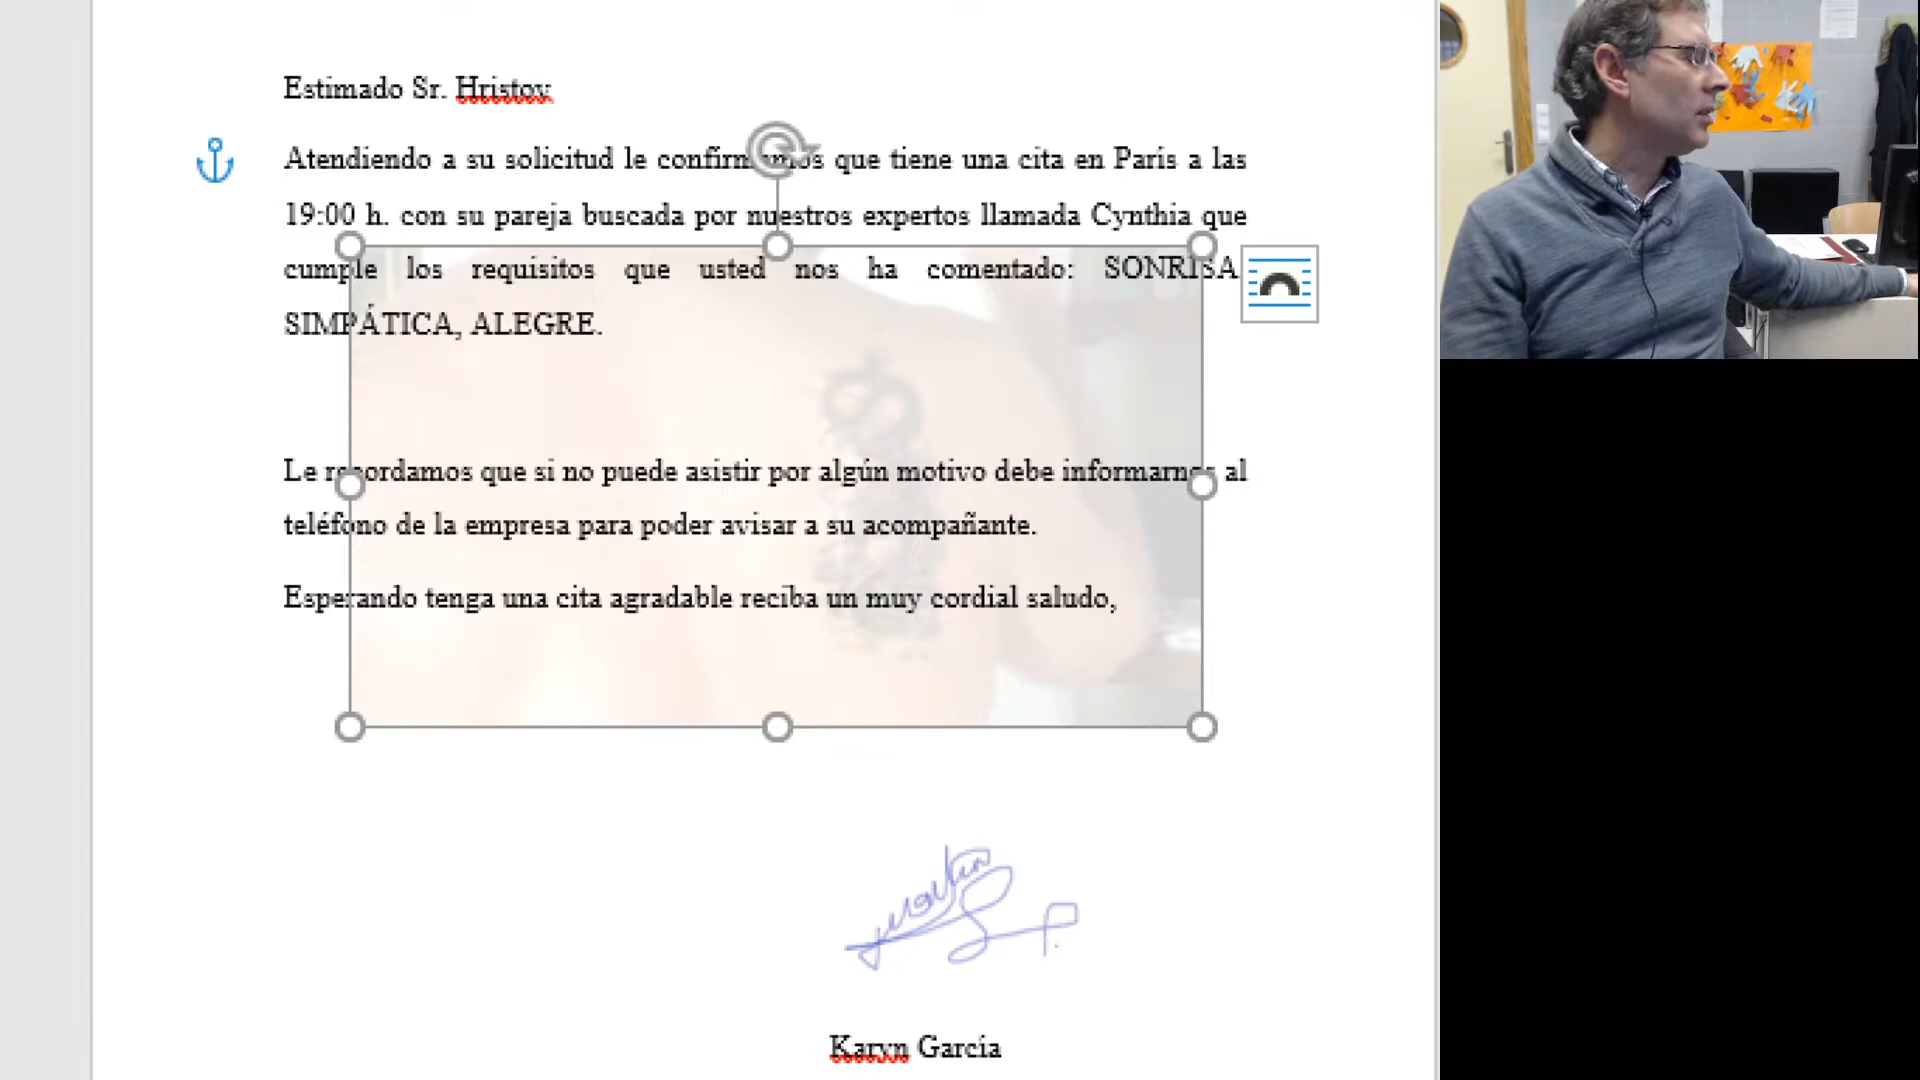 Estimado Sr. Hristov
Atendiendo a su solicitud le confirmamos que tiene una cita en París a las
19:00 h. con su pareja buscada por nuestros expertos llamada Cynthia que
cumple los requisitos que usted nos ha comentado: SONRISA,
SIMPÁTICA, ALEGRE.
Le recordamos que si no puede asistir por algún motivo debe informarnos al
teléfono de la empresa para poder avisar a su acompañante.
Esperando tenga una cita agradable reciba un muy cordial saludo,
Karyn García